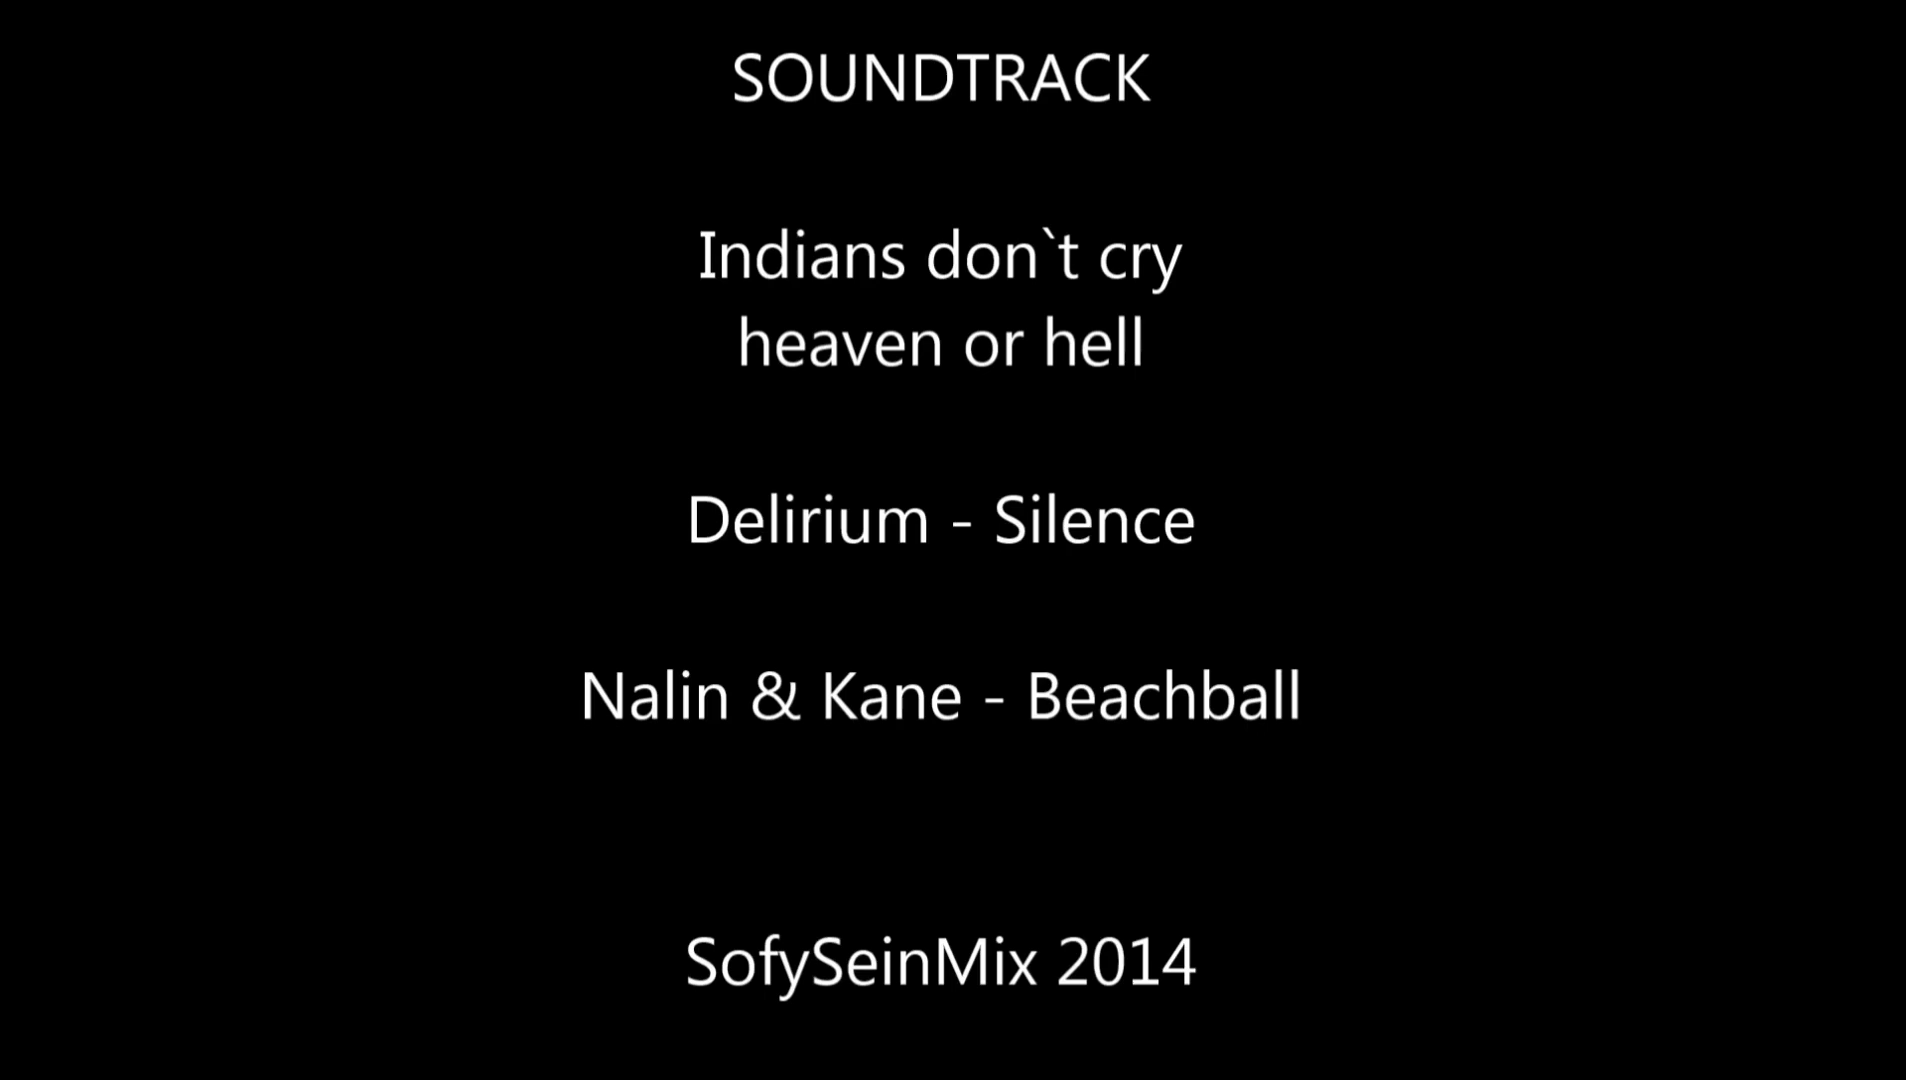 SOUNDTRACK
Indians don`t cry
heaven or hell
Delirium - Silence
Nalin & Kane - Beachball
SofySeinMix 2014